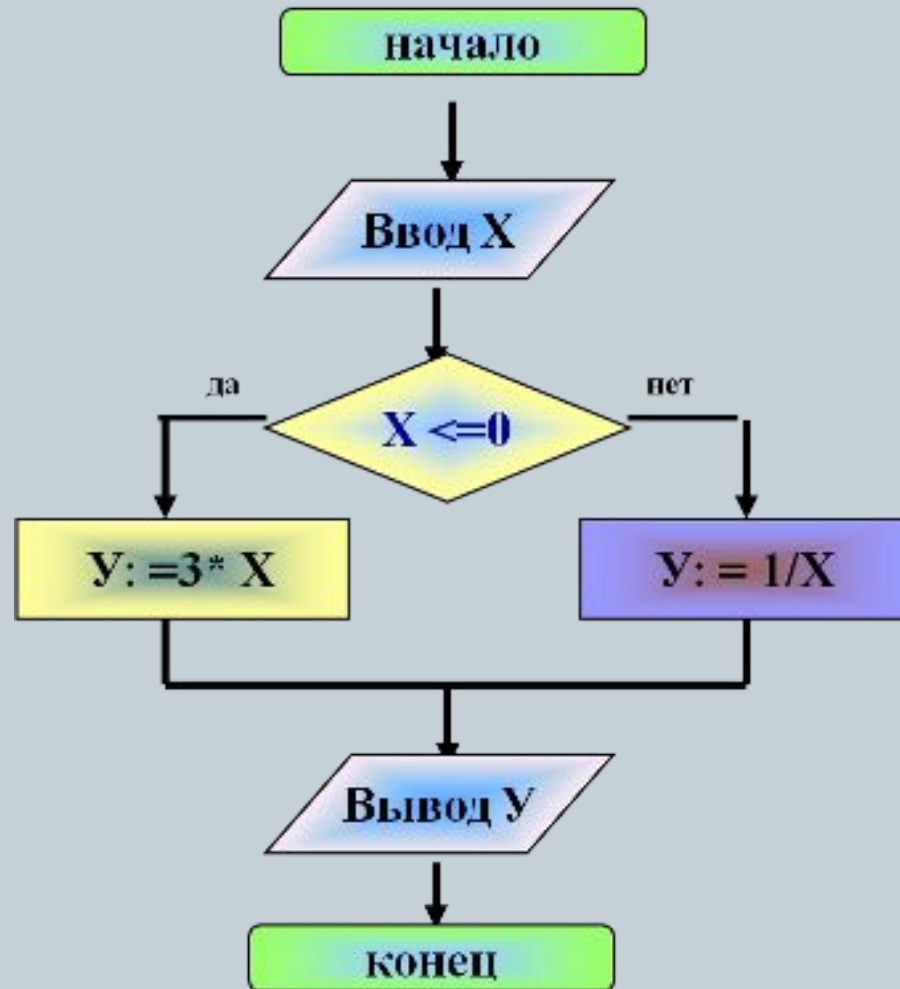 начало
Ввод X
да
нет
X <=0
У: =3* X
У: = 1/X
Вывод У
конец